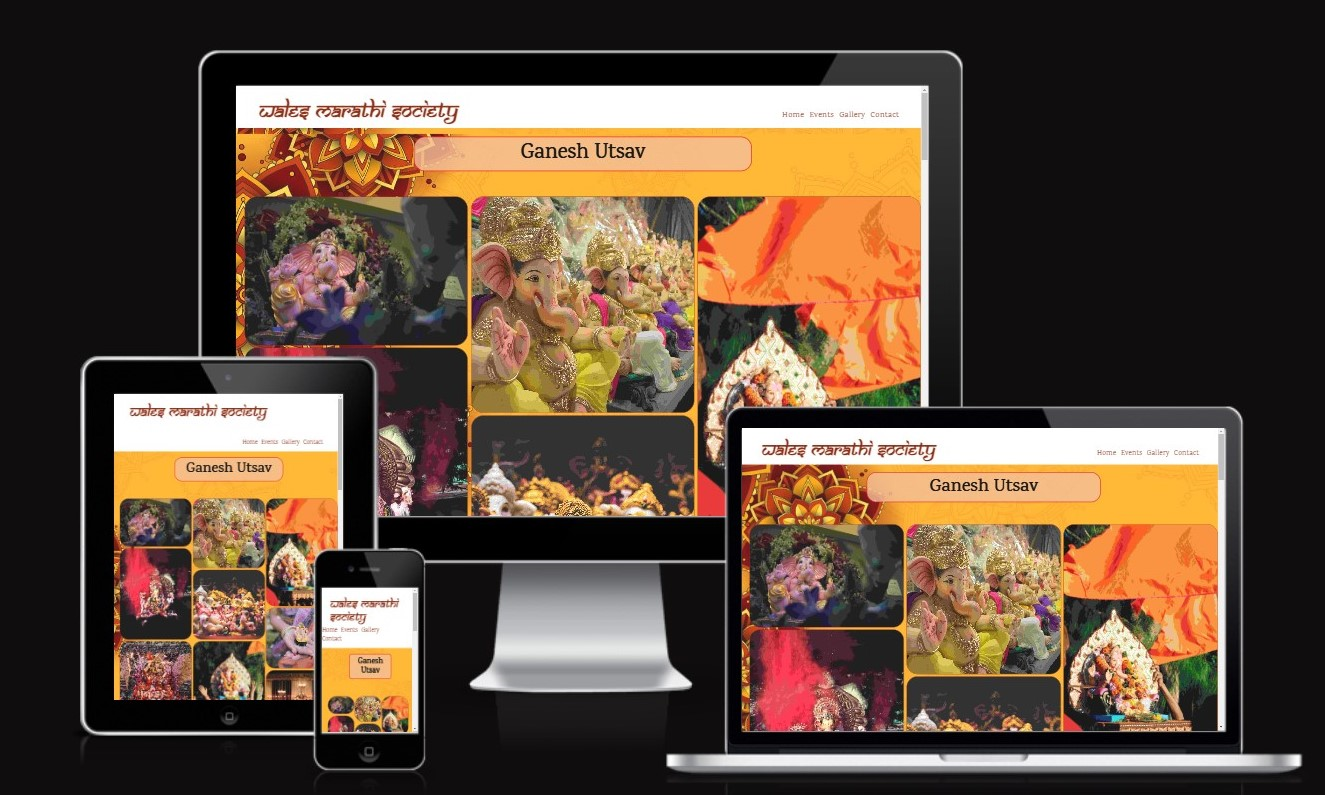 wales marathi society
Home Events Gallery Contact
Ganesh Utsav
wales marathi society
Home Events Gallery Contact
Ganesh Utsav
wales marathi
society
Home Events Gallery
Contact
Ganesh
Utsav
wales marathi society
Home Events Gallery Contact
Ganesh Utsav